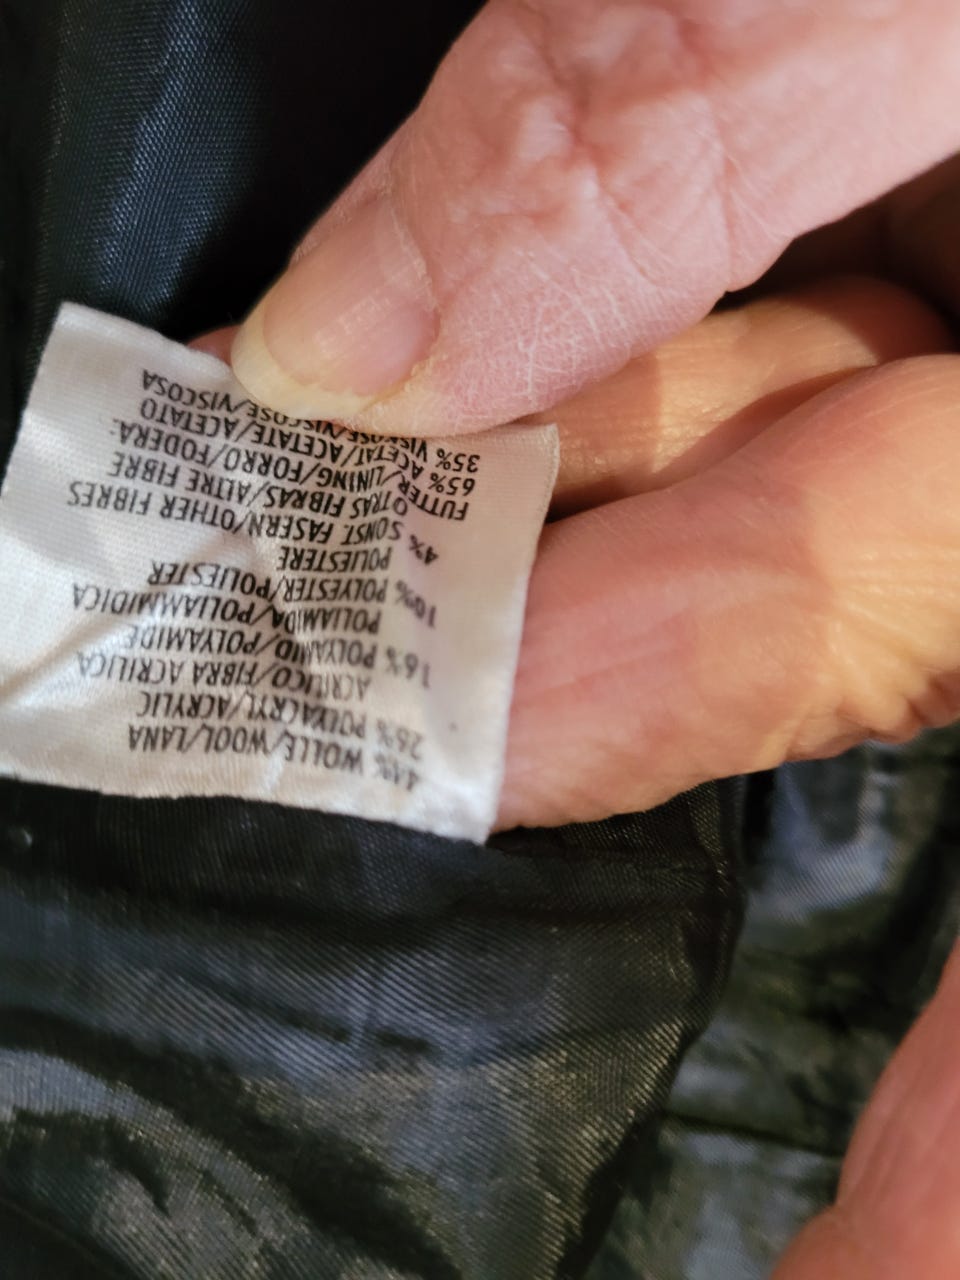 44% WOLLE/WOOL/LANA
26% POLYACRYL/ACRYLIC
ACRILICO/FIBRA ACRILICA
16% POLYAMID/POLYAMIDE
POLIAMIDA/POLIAMMIDICA
10% POLYESTER/POLIESTER
POLIESTERE
4% SONST. FASERN/OTHER FIBRES
OTRAS FIBRAS/ALTRE FIBRE
FUTTER/LINING/FORRO/FODERA:
65% ACETAT/ACETATE/ACETATO
35% VISKOSE/VISCOSE/VISCOSA